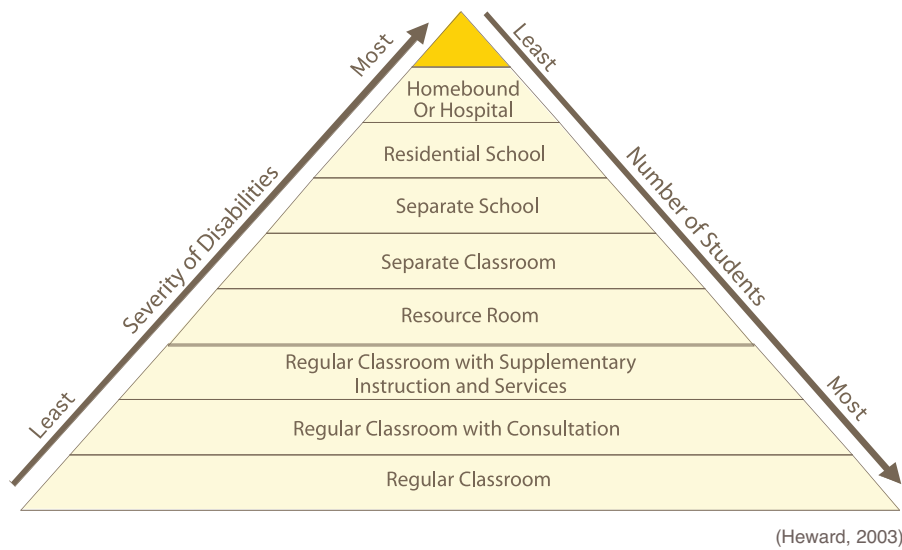 Most
Least
Homebound
Or Hospital
Residential School
Number of Students
Severity of Disabilities
Separate School
Separate Classroom
Resource Room
Regular Classroom with Supplementary
Instruction and Services
Least
Most
Regular Classroom with Consultation
Regular Classroom
(Heward, 2003)